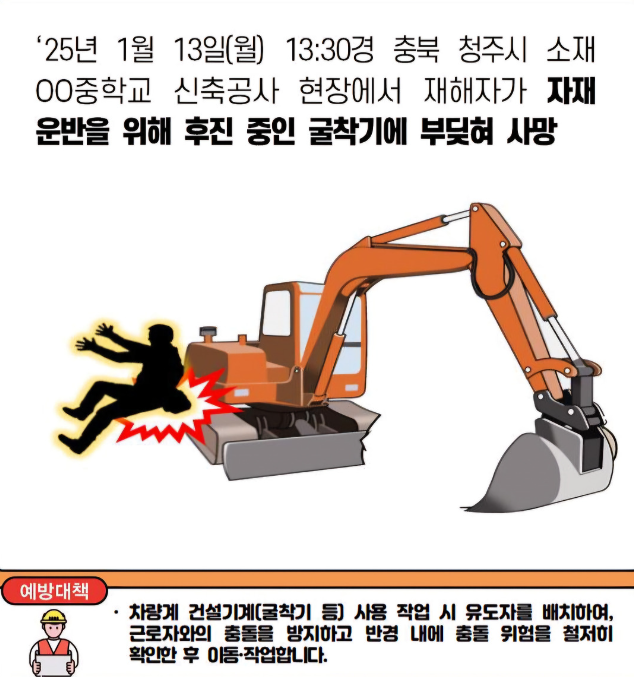 ‘25년 1월 13일(월) 13:30경 충북 청주시 소재
OO중학교 신축공사 현장에서 재해자가 자재
운반을 위해 후진 중인 굴착기에 부딪혀 사망
예방대책
· 차량계 건설기계(굴착기 등) 사용 작업 시 유도자를 배치하여,
근로자와의 충돌을 방지하고 반경 내에 충돌 위험을 철저히
확인한 후 이동·작업합니다.